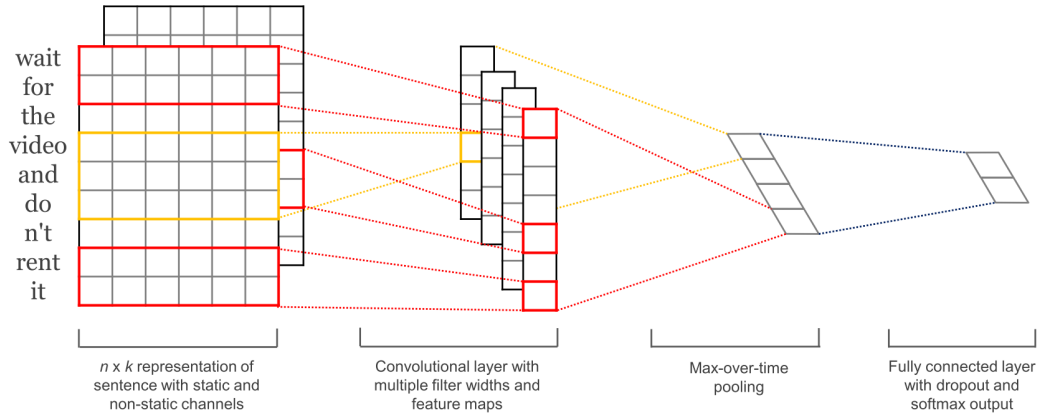 wait
for
the
video
and
do
n't
rent
it
n x k representation of
sentence with static and
non-static channels
Convolutional layer with
multiple filter widths and
feature maps
Max-over-time
pooling
Fully connected layer
with dropout and
softmax output